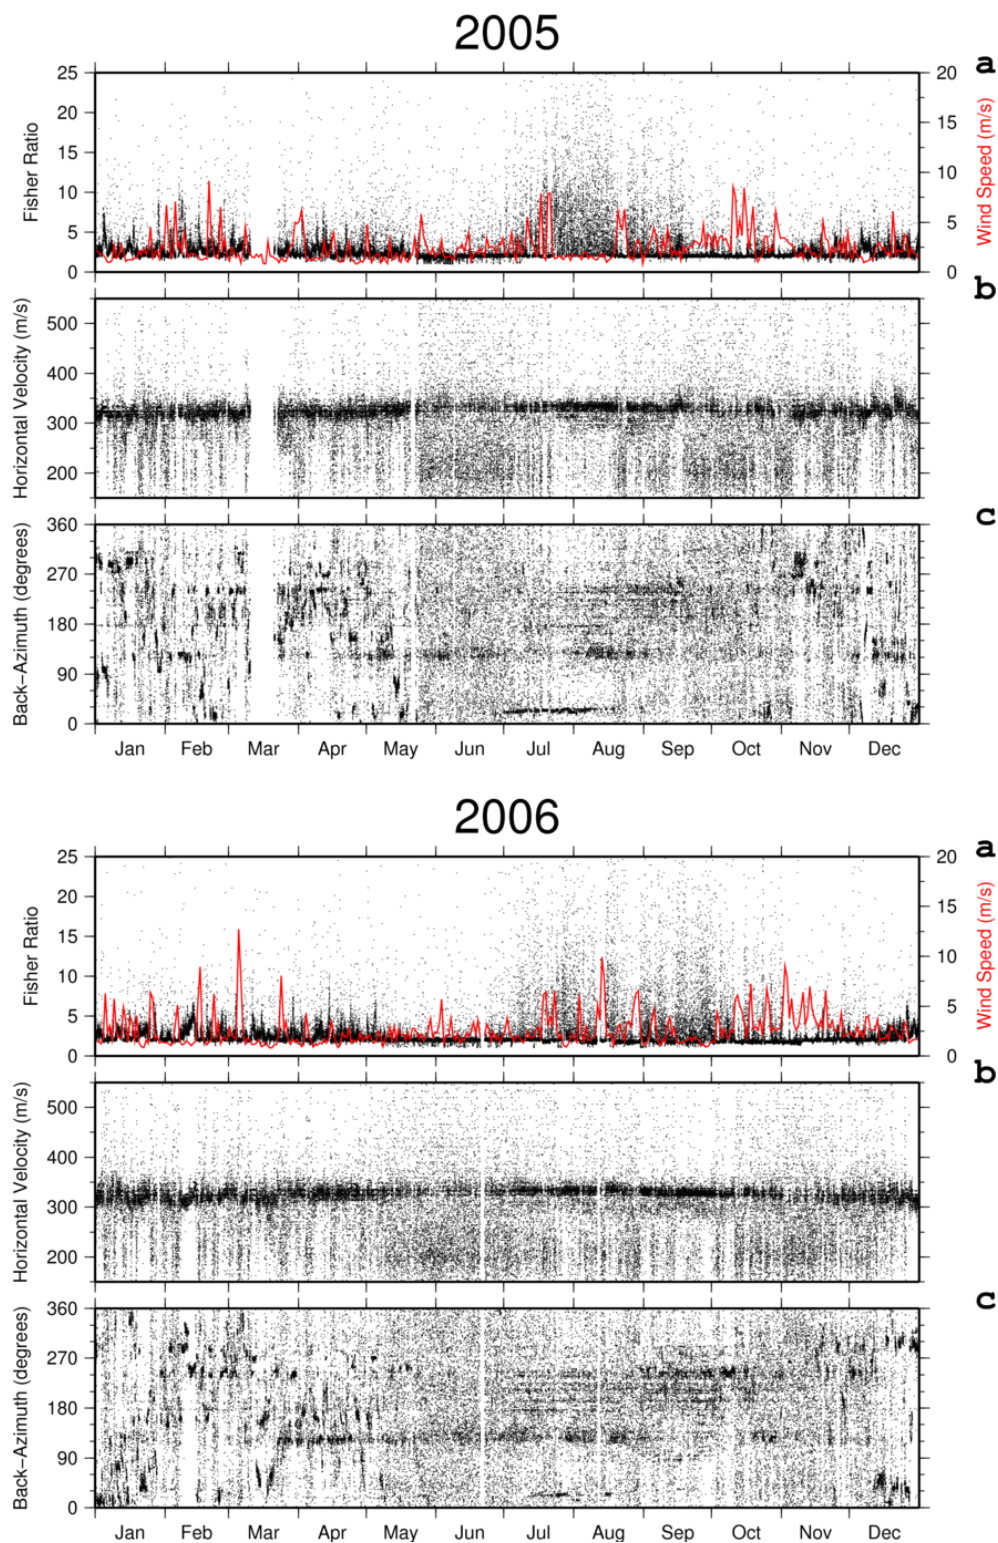 2005
a
25
20
15
10
5
0
Fisher Ratio
20
15
10
5
0
Wind Speed (m/s)
b
500
400
300
200
Horizontal Velocity (m/s)
c
360
270
180
90
0
Back−Azimuth (degrees)
Jan Feb Mar Apr May Jun Jul Aug Sep Oct Nov Dec
2006
a
25
20
15
10
5
0
Fisher Ratio
20
15
10
5
0
Wind Speed (m/s)
b
500
400
300
200
Horizontal Velocity (m/s)
c
360
270
180
90
0
Back−Azimuth (degrees)
Jan Feb Mar Apr May Jun Jul Aug Sep Oct Nov Dec